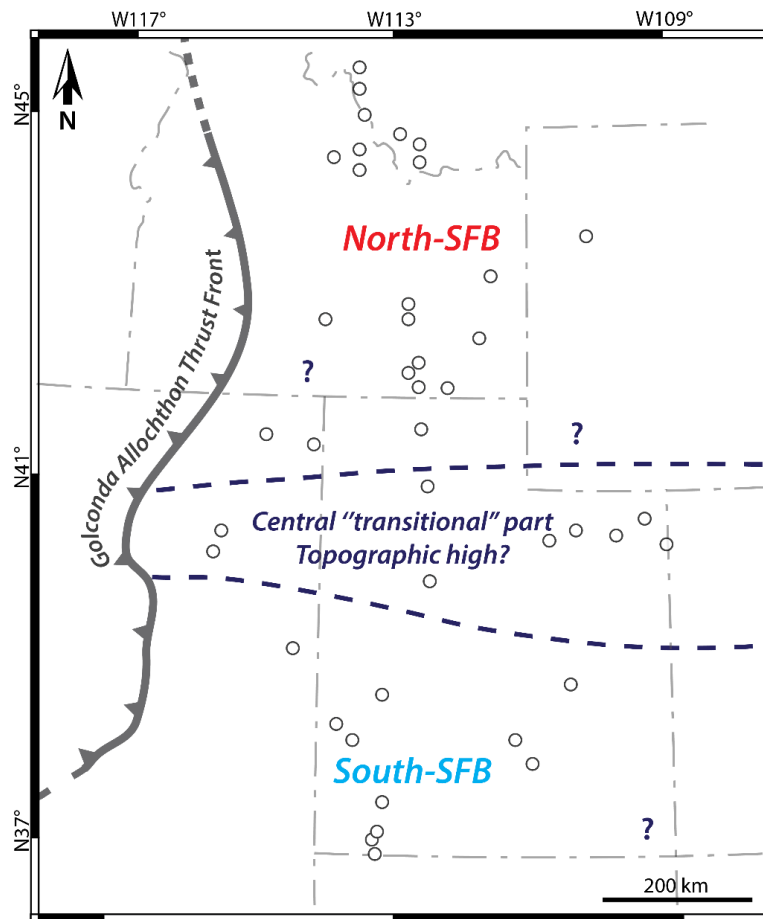 W117°
W113°
W109°
N45°
N
North-SFB
Golconda Allochthon Thrust Front
?
?
N41°
Central “transitional” part
Topographic high?
South-SFB
?
N37°
200 km